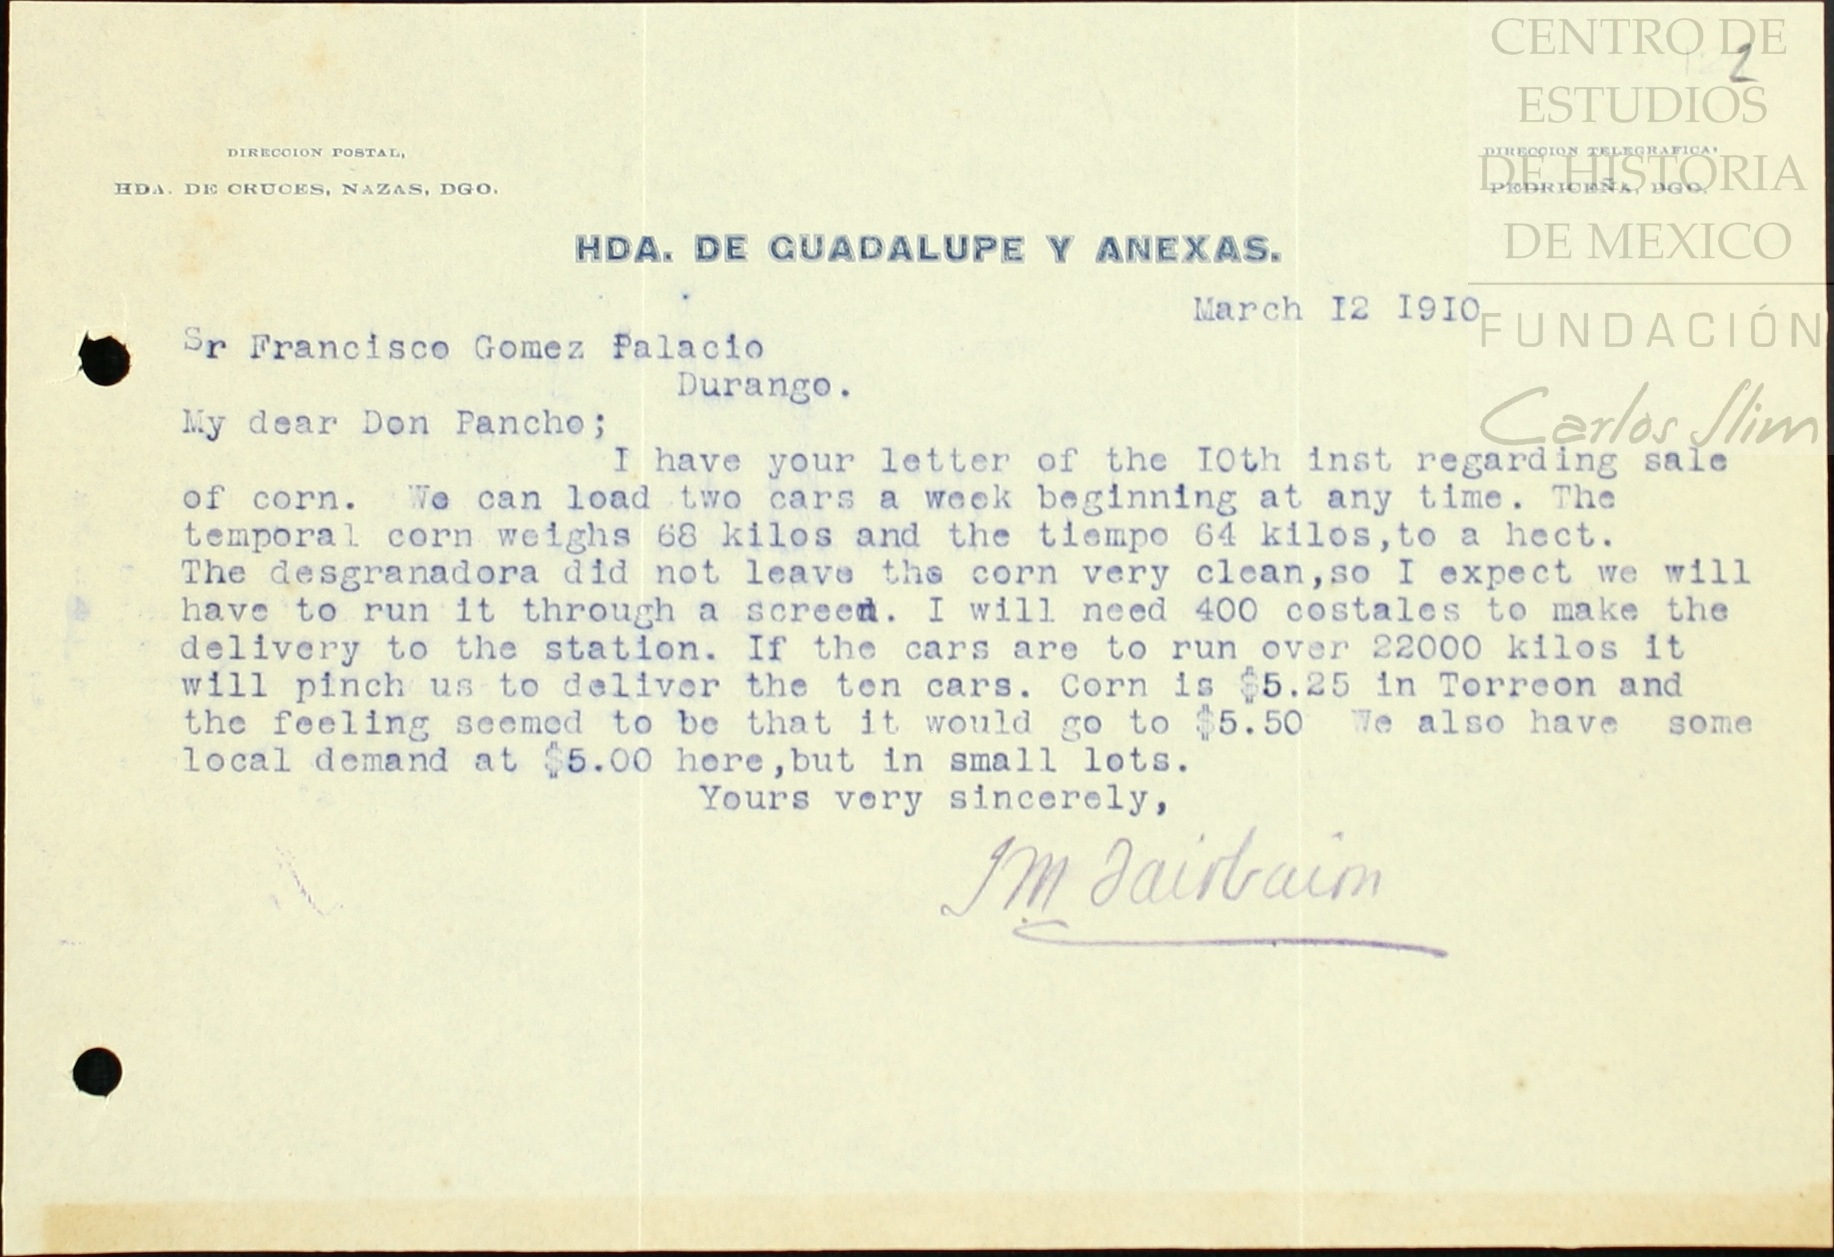 CENTRO DE
ESTUDIOS
DE HISTORIA
DE MEXICO
FUNDACIÓN
Carlos Slim
2
DIRECCION POSTAL,
HDA. DE CRUCES, NAZAS, DGO.
DIRECCION TELEGRAFICA:
PEDRICEÑA, DGO.
HDA. DE GUADALUPE Y ANEXAS.
March I2 I9I0
Sr Francisco Gomez Palacio
Durango.
My dear Don Pancho;
I have your letter of the I0th inst regarding sale
of corn. We can load two cars a week beginning at any time. The
temporal corn weighs 68 kilos and the tiempo 64 kilos,to a hect.
The desgranadora did not leave the corn very clean,so I expect we will
have to run it through a screen. I will need 400 costales to make the
delivery to the station. If the cars are to run over 22000 kilos it
will pinch us to deliver the ten cars. Corn is $5.25 in Torreon and
the feeling seemed to be that it would go to $5.50 We also have some
local demand at $5.00 here,but in small lots.
Yours very sincerely,
JM Fairbairn